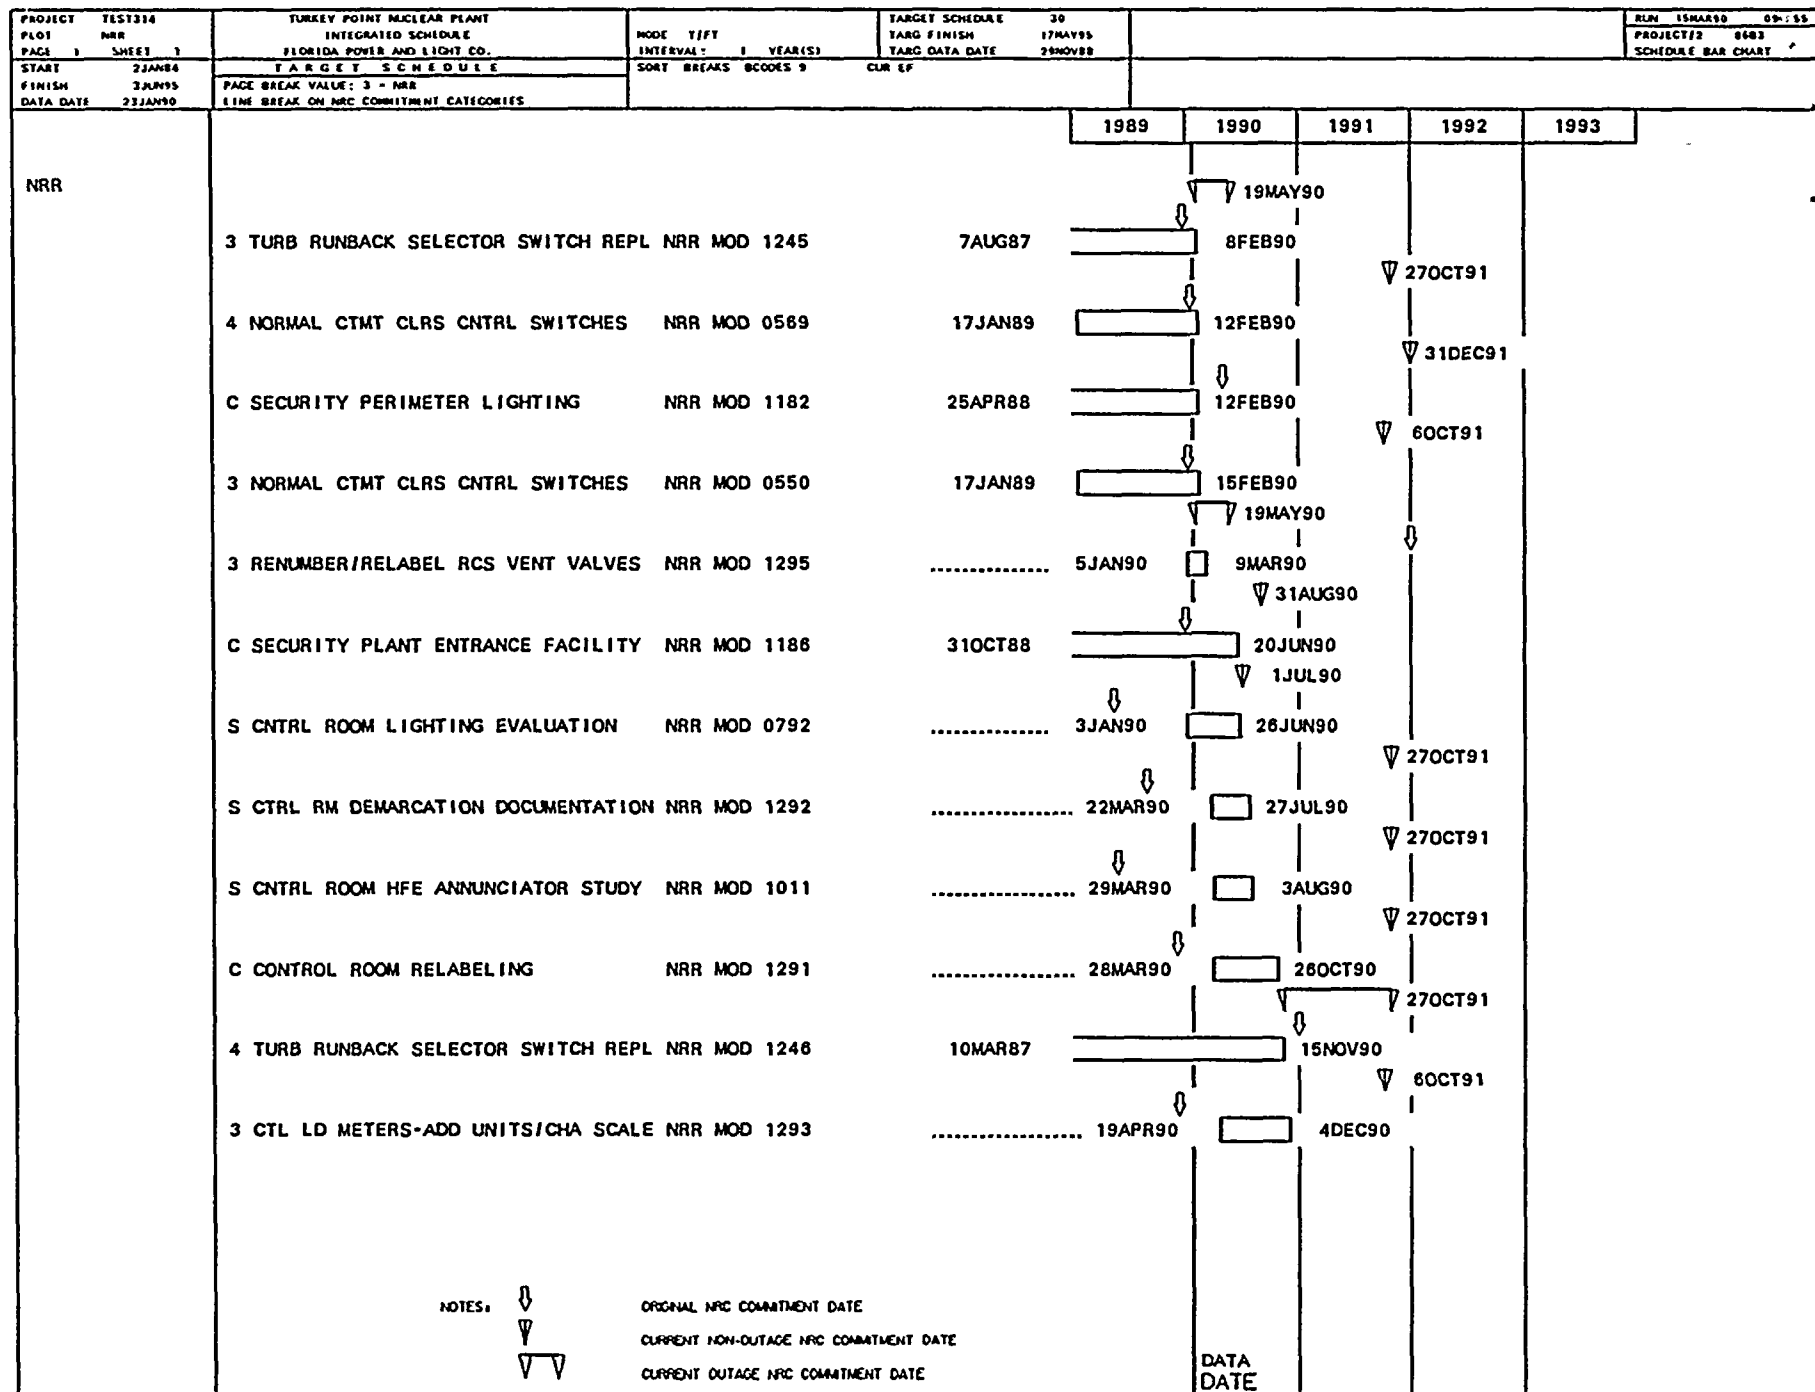 PROJECT TEST314
PLOT NRR
PAGE 1 SHEET 1
START 2JAN84
FINISH 3JUN95
DATA DATE 23JAN90
TURKEY POINT NUCLEAR PLANT
INTEGRATED SCHEDULE
FLORIDA POWER AND LIGHT CO.
TARGET SCHEDULE
PAGE BREAK VALUE: 3 = NRR
LINE BREAK ON NRC COMMITMENT CATEGORIES
MODE T/FT
INTERVAL: 1 YEAR(S)
SORT BREAKS BCODES 9 CUR EF
TARGET SCHEDULE 30
TARG FINISH 17MAY95
TARG DATA DATE 29NOV88
RUN 15MAR90
PROJECT/2 8683
SCHEDULE BAR CHART
1989 1990 1991 1992 1993
NRR
19MAY90
3 TURB RUNBACK SELECTOR SWITCH REPL NRR MOD 1245 7AUG87 8FEB90
27OCT91
4 NORMAL CTMT CLRS CNTRL SWITCHES NRR MOD 0569 17JAN89 12FEB90
31DEC91
C SECURITY PERIMETER LIGHTING NRR MOD 1182 25APR88 12FEB90
6OCT91
3 NORMAL CTMT CLRS CNTRL SWITCHES NRR MOD 0550 17JAN89 15FEB90
19MAY90
3 RENUMBER/RELABEL RCS VENT VALVES NRR MOD 1295 .............. 5JAN90 9MAR90
31AUG90
C SECURITY PLANT ENTRANCE FACILITY NRR MOD 1186 31OCT88 20JUN90
1JUL90
S CNTRL ROOM LIGHTING EVALUATION NRR MOD 0792 .............. 3JAN90 26JUN90
27OCT91
S CTRL RM DEMARCATION DOCUMENTATION NRR MOD 1292 ................. 22MAR90 27JUL90
27OCT91
S CNTRL ROOM HFE ANNUNCIATOR STUDY NRR MOD 1011 ................. 29MAR90 3AUG90
27OCT91
C CONTROL ROOM RELABELING NRR MOD 1291 ................. 28MAR90 26OCT90
27OCT91
4 TURB RUNBACK SELECTOR SWITCH REPL NRR MOD 1246 10MAR87 15NOV90
6OCT91
3 CTL LD METERS-ADD UNITS/CHA SCALE NRR MOD 1293 .................. 19APR90 4DEC90
NOTES: ORIGINAL NRC COMMITMENT DATE
CURRENT NON-OUTAGE NRC COMMITMENT DATE
CURRENT OUTAGE NRC COMMITMENT DATE
DATA
DATE